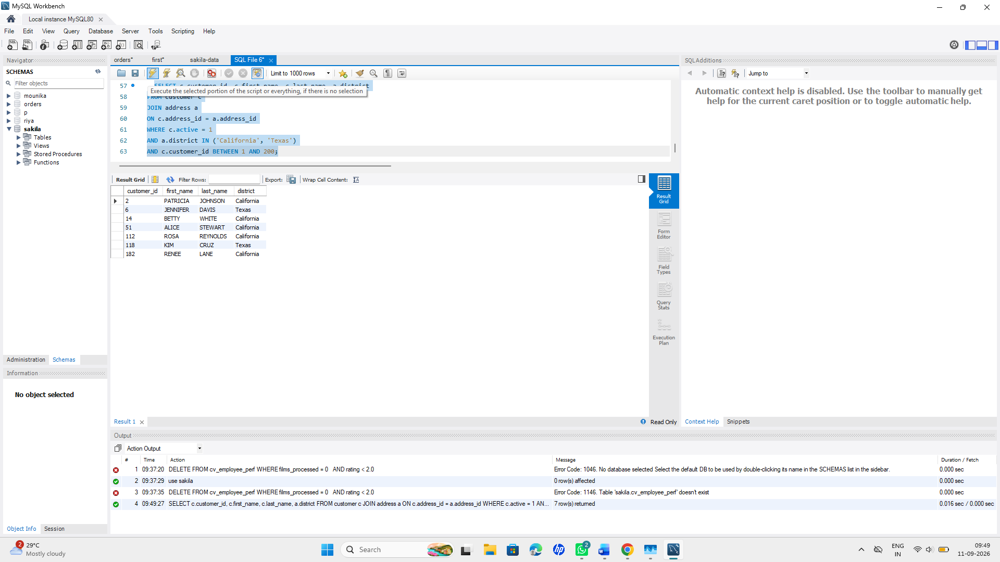 MySQL Workbench
Local instance MySQL80
File Edit View Query Database Server Tools Scripting Help
Navigator
SCHEMAS
Filter objects
mounika
orders
p
riya
sakila
Tables
Views
Stored Procedures
Functions
Administration Schemas
Information
No object selected
Object Info Session
orders* first* sakila-data SQL File 6*
Limit to 1000 rows
57 SELECT c.customer_id, c.first_name, c.last_name, a.district
Execute the selected portion of the script or everything, if there is no selection
58 FROM customer c
59 JOIN address a
60 ON c.address_id = a.address_id
61 WHERE c.active = 1
62 AND a.district IN ('California', 'Texas')
63 AND c.customer_id BETWEEN 1 AND 200;
Result Grid Filter Rows: Export: Wrap Cell Content:
customer_id first_name last_name district
2 PATRICIA JOHNSON California
6 JENNIFER DAVIS Texas
14 BETTY WHITE California
51 ALICE STEWART California
112 ROSA REYNOLDS California
118 KIM CRUZ Texas
182 RENEE LANE California
Result
Grid
Form
Editor
Field
Types
Query
Stats
Execution
Plan
Result 1
Read Only
SQLAdditions
Jump to
Automatic context help is disabled. Use the toolbar to manually get
help for the current caret position or to toggle automatic help.
Context Help Snippets
Output
Action Output
# Time Action Message Duration / Fetch
1 09:37:20 DELETE FROM cv_employee_perf WHERE films_processed = 0 AND rating < 2.0 Error Code: 1046. No database selected Select the default DB to be used by double-clicking its name in the SCHEMAS list in the sidebar. 0.000 sec
2 09:37:29 use sakila 0 row(s) affected 0.000 sec
3 09:37:35 DELETE FROM cv_employee_perf WHERE films_processed = 0 AND rating < 2.0 Error Code: 1146. Table 'sakila.cv_employee_perf' doesn't exist 0.000 sec
4 09:49:27 SELECT c.customer_id, c.first_name, c.last_name, a.district FROM customer c JOIN address a ON c.address_id = a.address_id WHERE c.active = 1 AN... 7 row(s) returned 0.016 sec / 0.000 sec
2
29°C
Mostly cloudy
Search
hp
2
ENG
IN
09:49
11-09-2026